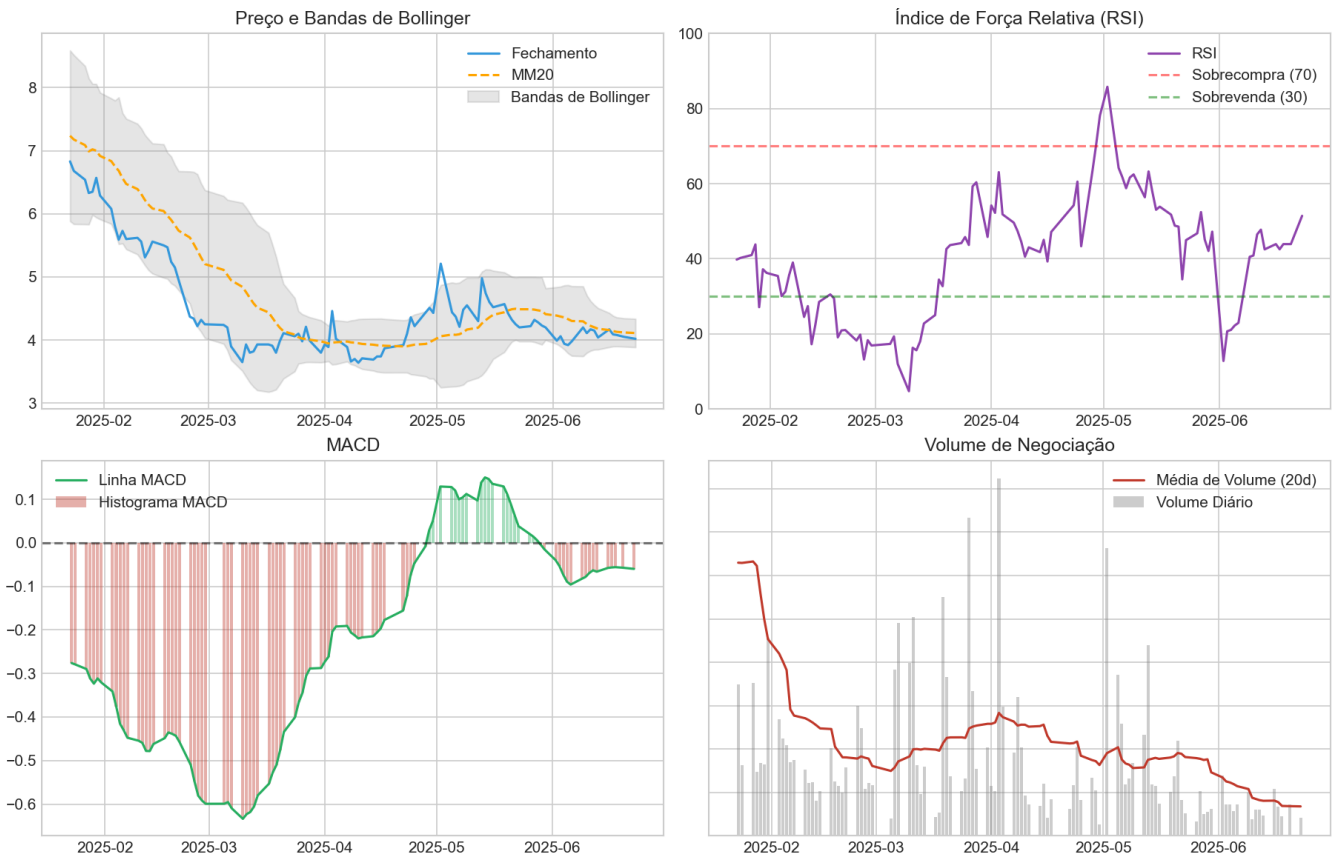 Preço e Bandas de Bollinger
Fechamento
MM20
Bandas de Bollinger
8
7
6
5
4
3
2025-02
2025-03
2025-04
2025-05
2025-06
Índice de Força Relativa (RSI)
RSI
Sobrecompra (70)
Sobrevenda (30)
100
80
60
40
20
0
2025-02
2025-03
2025-04
2025-05
2025-06
MACD
Linha MACD
Histograma MACD
0.1
0.0
−0.1
−0.2
−0.3
−0.4
−0.5
−0.6
2025-02
2025-03
2025-04
2025-05
2025-06
Volume de Negociação
Média de Volume (20d)
Volume Diário
2025-02
2025-03
2025-04
2025-05
2025-06